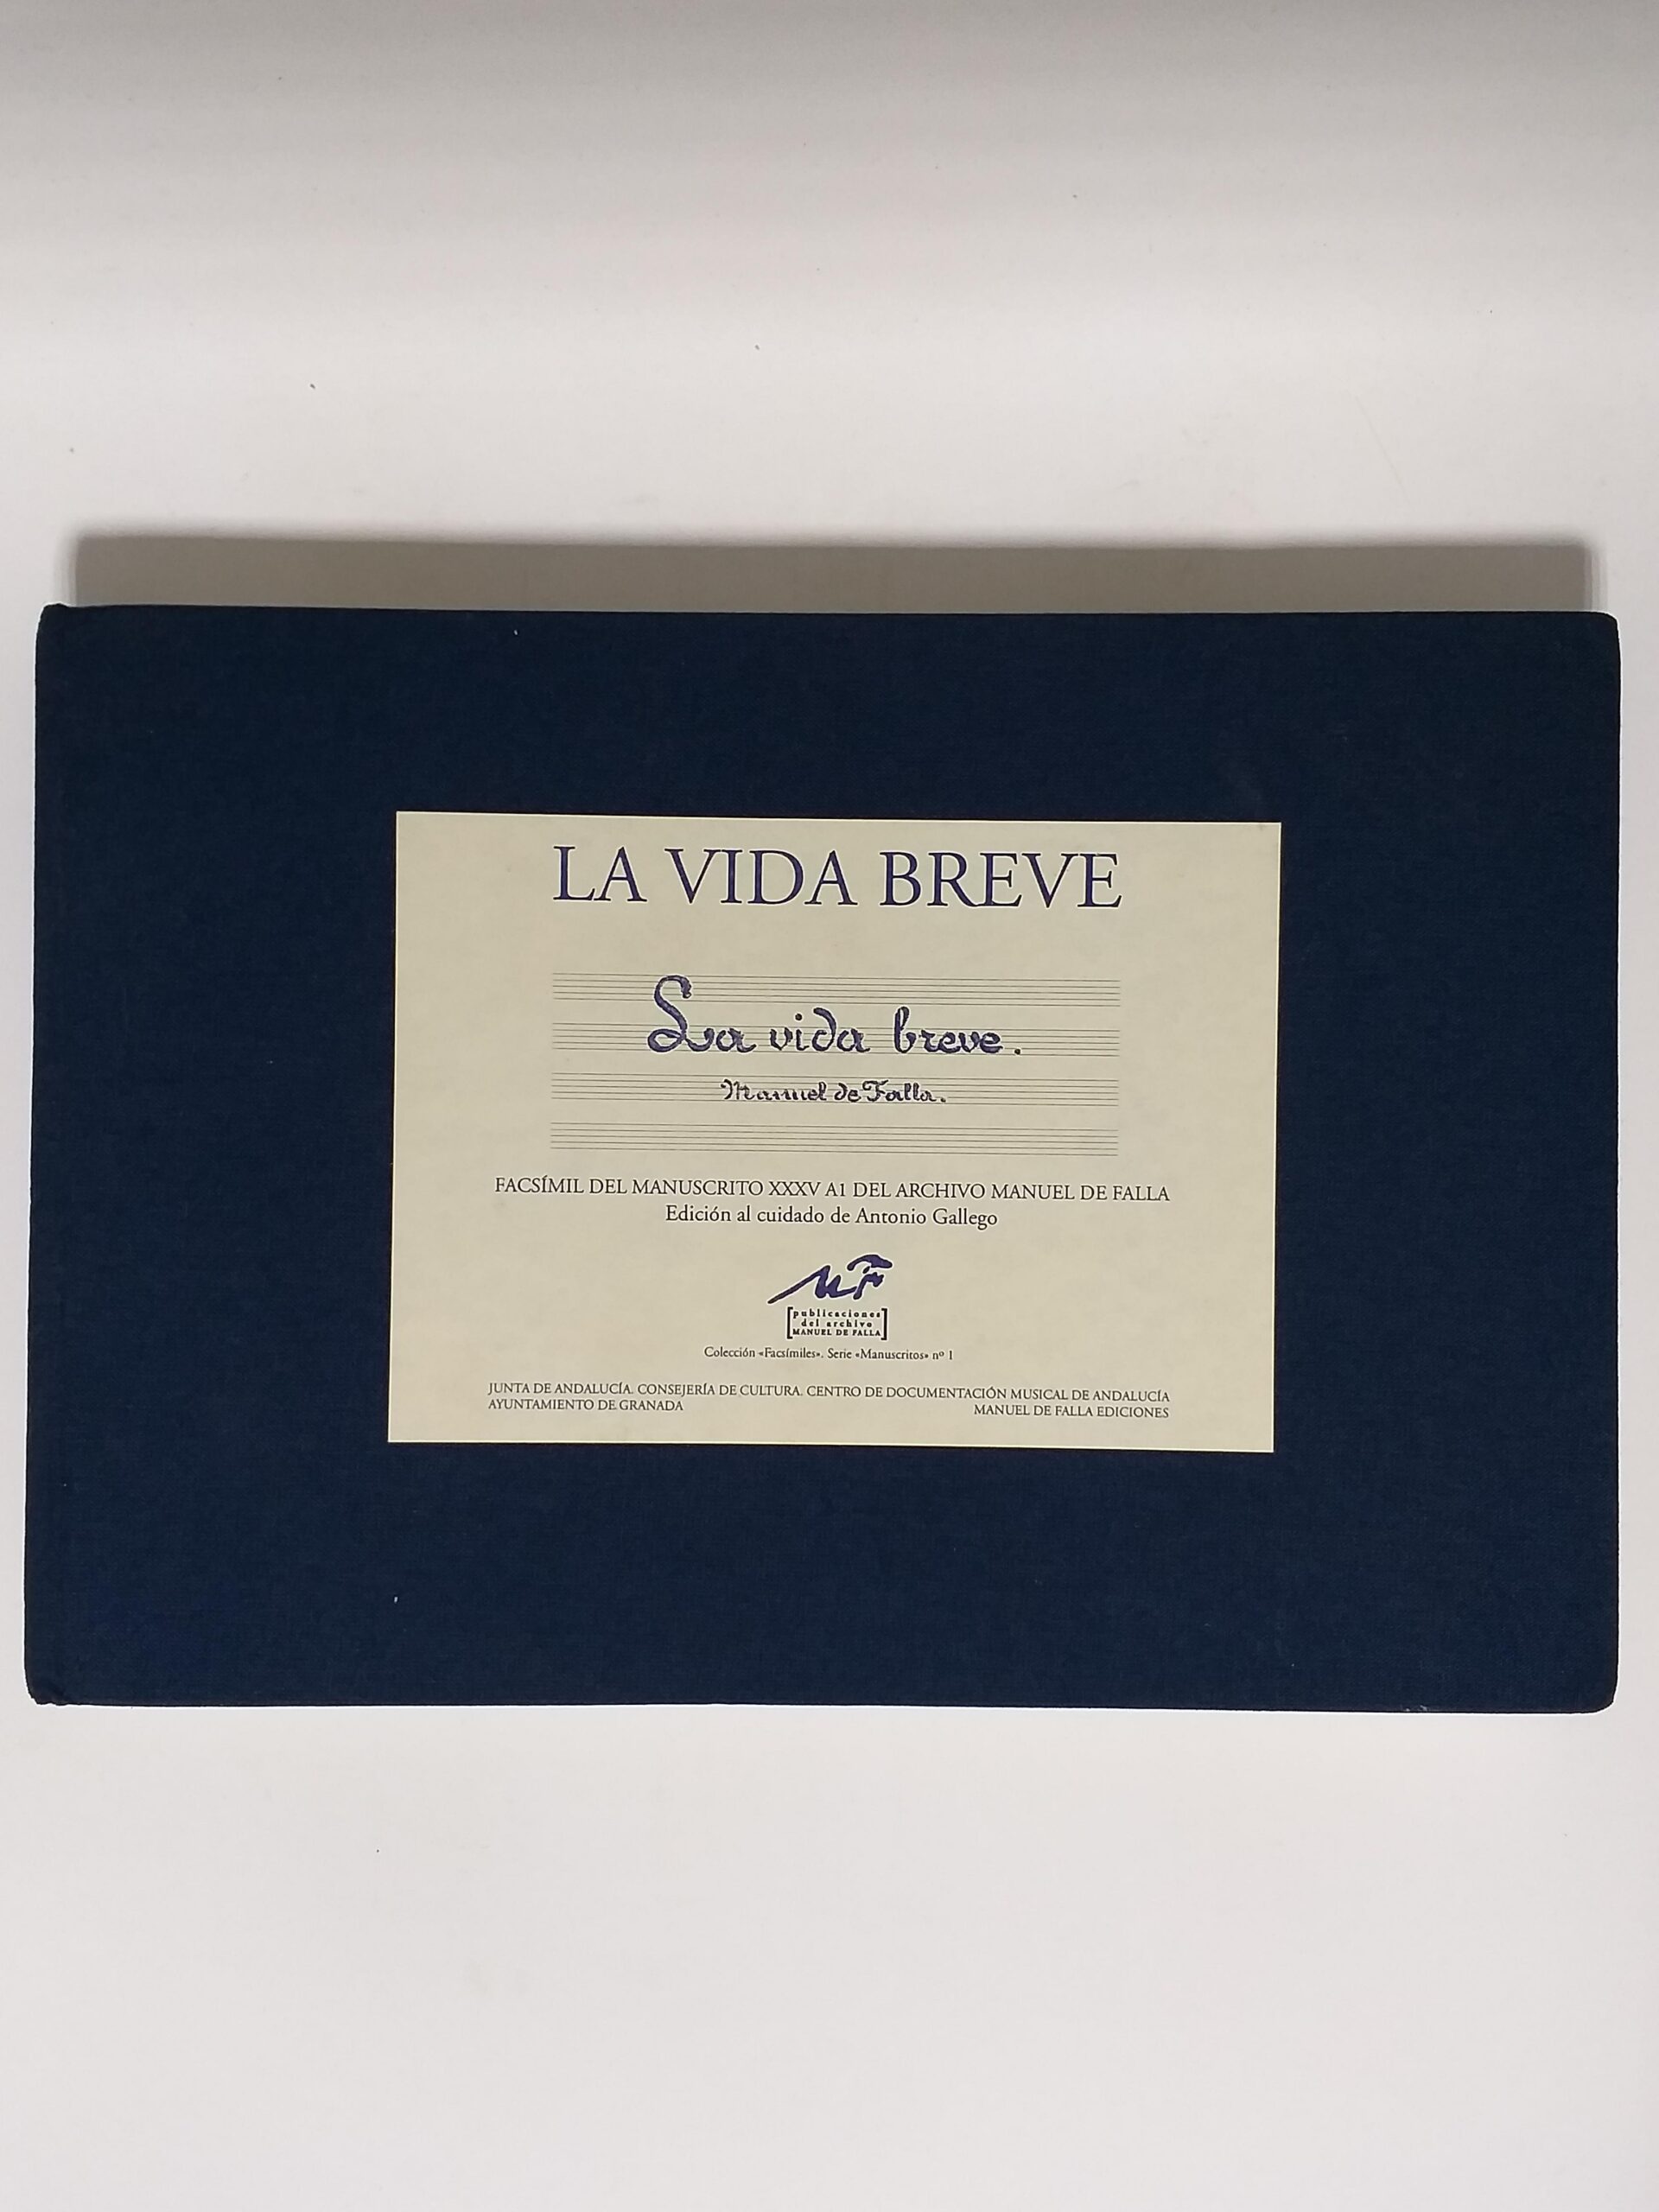 LA VIDA BREVE
La vida breve.
Manuel de Falla.
FACSÍMIL DEL MANUSCRITO XXXV A1 DEL ARCHIVO MANUEL DE FALLA
Edición al cuidado de Antonio Gallego
MF
[publicaciones
del archivo
MANUEL DE FALLA]
Colección «Facsímiles». Serie «Manuscritos» nº 1
JUNTA DE ANDALUCÍA. CONSEJERÍA DE CULTURA. CENTRO DE DOCUMENTACIÓN MUSICAL DE ANDALUCÍA
AYUNTAMIENTO DE GRANADA MANUEL DE FALLA EDICIONES